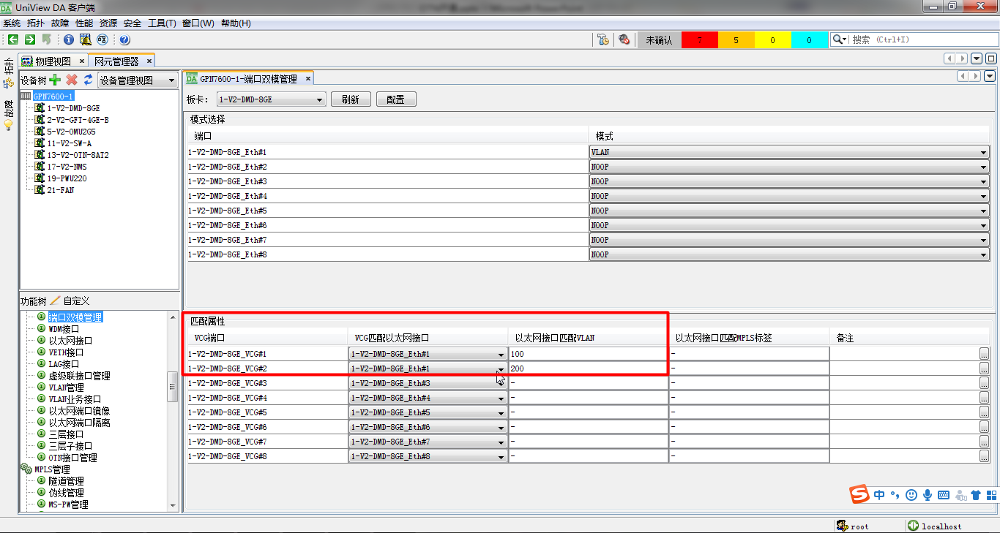 DA UniView DA 客户端
系统 拓扑 故障 性能 资源 安全 工具(T) 窗口(W) 帮助(H)
未确认 7 5 0 0 搜索 (Ctrl+I)
拓扑
故障
物理视图 × 网元管理器 ×
设备树 设备管理视图
GPN7600-1
1-V2-DMD-8GE
2-V2-GFT-4GE-B
5-V2-OMU2G5
11-V2-SW-A
13-V2-OTN-8AT2
17-V2-NMS
19-PWU220
21-FAN
功能树 自定义
端口双模管理
WDM接口
以太网接口
VETH接口
LAG接口
虚级联接口管理
VLAN管理
VLAN业务接口
以太网端口镜像
以太网端口隔离
三层接口
三层子接口
OTN接口管理
MPLS管理
隧道管理
伪线管理
MS-PW管理
DA GPN7600-1-端口双模管理 ×
板卡： 1-V2-DMD-8GE 刷新 配置
模式选择
端口 模式
1-V2-DMD-8GE_Eth#1 VLAN
1-V2-DMD-8GE_Eth#2 NOOP
1-V2-DMD-8GE_Eth#3 NOOP
1-V2-DMD-8GE_Eth#4 NOOP
1-V2-DMD-8GE_Eth#5 NOOP
1-V2-DMD-8GE_Eth#6 NOOP
1-V2-DMD-8GE_Eth#7 NOOP
1-V2-DMD-8GE_Eth#8 NOOP
匹配属性
VCG端口 VCG匹配以太网接口 以太网接口匹配VLAN 以太网接口匹配MPLS标签 备注
1-V2-DMD-8GE_VCG#1 1-V2-DMD-8GE_Eth#1 100 - ...
1-V2-DMD-8GE_VCG#2 1-V2-DMD-8GE_Eth#1 200 - ...
1-V2-DMD-8GE_VCG#3 1-V2-DMD-8GE_Eth#3 - - ...
1-V2-DMD-8GE_VCG#4 1-V2-DMD-8GE_Eth#4 - - ...
1-V2-DMD-8GE_VCG#5 1-V2-DMD-8GE_Eth#5 - - ...
1-V2-DMD-8GE_VCG#6 1-V2-DMD-8GE_Eth#6 - - ...
1-V2-DMD-8GE_VCG#7 1-V2-DMD-8GE_Eth#7 - - ...
1-V2-DMD-8GE_VCG#8 1-V2-DMD-8GE_Eth#8 - - ...
S 中
root localhost